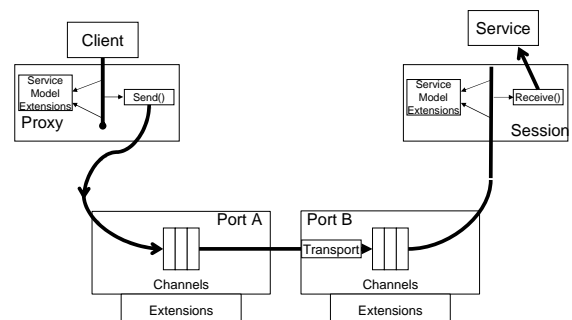 Client
Service
Service
Model
Extensions
Send()
Proxy
Service
Model
Extensions
Receive()
Session
Port A
Port B
Transport
Channels
Channels
Extensions
Extensions